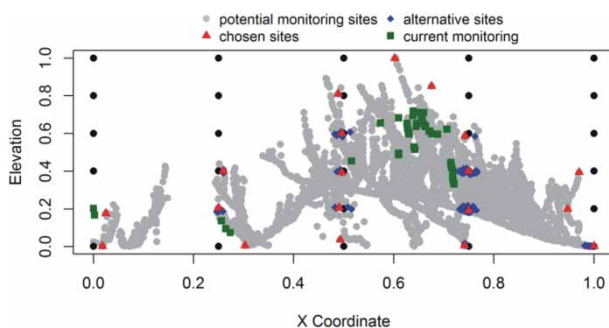 potential monitoring sites alternative sites
chosen sites current monitoring
1.0
0.8
0.6
0.4
0.2
0.0
Elevation
0.0 0.2 0.4 0.6 0.8 1.0
X Coordinate